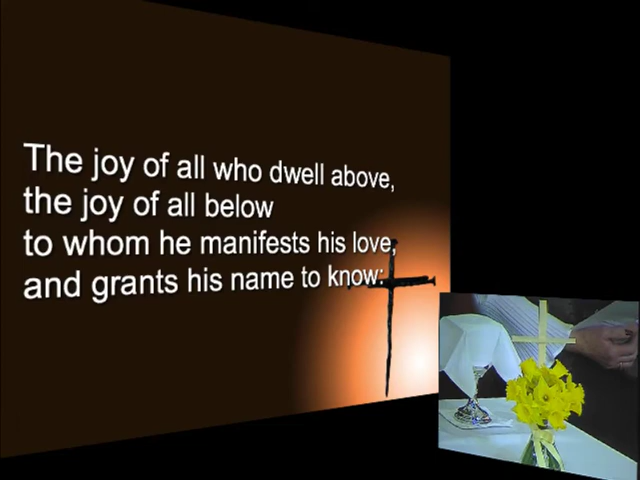 The joy of all who dwell above,
the joy of all below
to whom he manifests his love,
and grants his name to know: